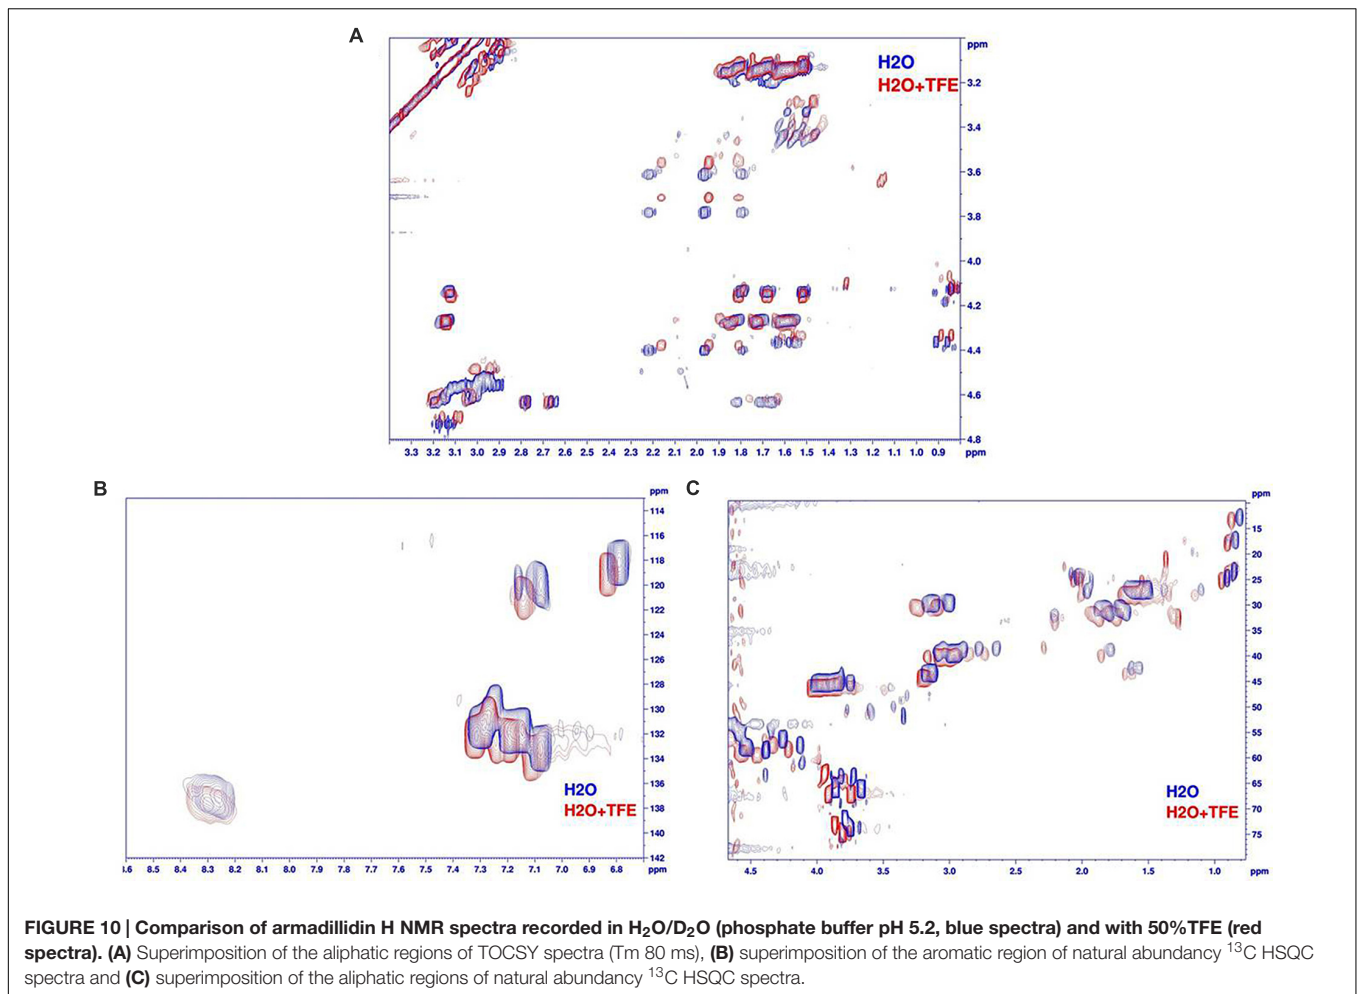 A
ppm
H2O
H2O+TFE
3.2
3.4
3.6
3.8
4.0
4.2
4.4
4.6
4.8
3.3 3.2 3.1 3.0 2.9 2.8 2.7 2.6 2.5 2.4 2.3 2.2 2.1 2.0 1.9 1.8 1.7 1.6 1.5 1.4 1.3 1.2 1.1 1.0 0.9 ppm
B
ppm
114
116
118
120
122
124
126
128
130
132
134
136
138
140
142
H2O
H2O+TFE
8.4 8.3 8.2 8.1 8.0 7.9 7.8 7.7 7.6 7.5 7.4 7.3 7.2 7.1 7.0 6.9 6.8 ppm
C
ppm
15
20
25
30
35
40
45
50
55
60
65
70
75
H2O
H2O+TFE
4.5 4.0 3.5 3.0 2.5 2.0 1.5 1.0 ppm
FIGURE 10 | Comparison of armadillidin H NMR spectra recorded in H₂O/D₂O (phosphate buffer pH 5.2, blue spectra) and with 50%TFE (red
spectra). (A) Superimposition of the aliphatic regions of TOCSY spectra (Tm 80 ms), (B) superimposition of the aromatic region of natural abundancy ¹³C HSQC
spectra and (C) superimposition of the aliphatic regions of natural abundancy ¹³C HSQC spectra.